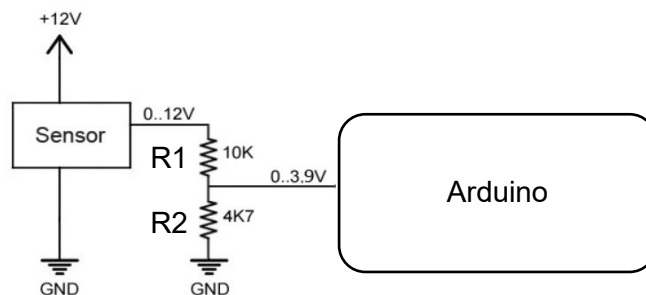 +12V
0..12V
Sensor
R1
10K
0..3,9V
Arduino
R2
4K7
GND
GND